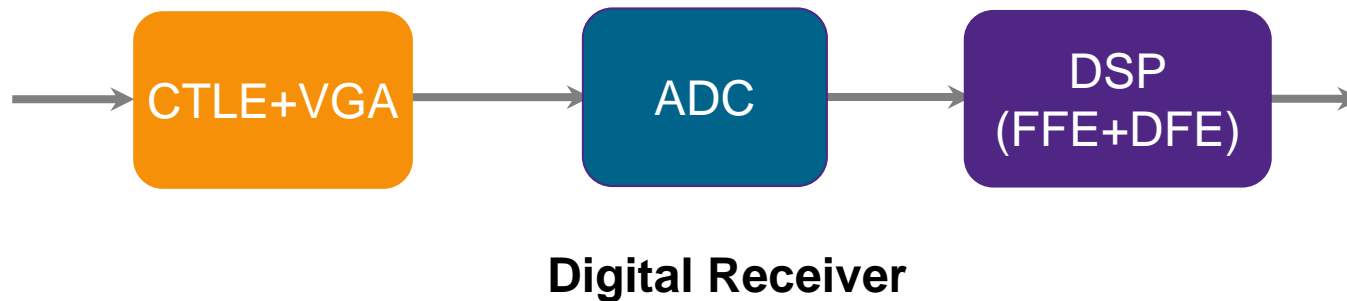 CTLE+VGA
ADC
DSP
(FFE+DFE)
Digital Receiver